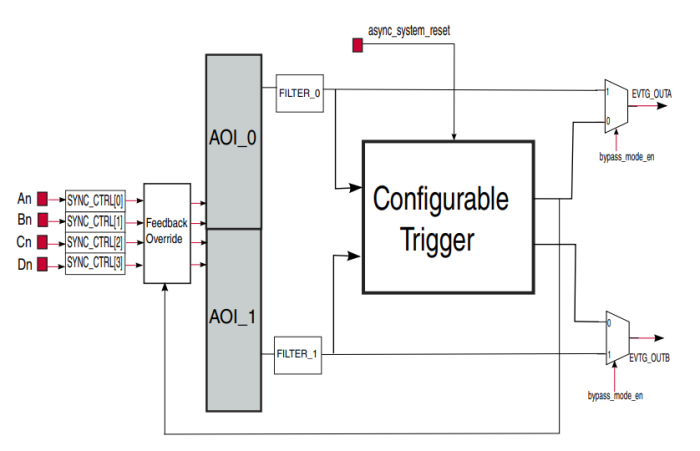 async_system_reset
FILTER_0
1
EVTG_OUTA
0
bypass_mode_en
AOI_0
An
SYNC_CTRL[0]
Bn
SYNC_CTRL[1]
Cn
SYNC_CTRL[2]
Dn
SYNC_CTRL[3]
Feedback
Override
Configurable
Trigger
AOI_1
FILTER_1
0
1
EVTG_OUTB
bypass_mode_en